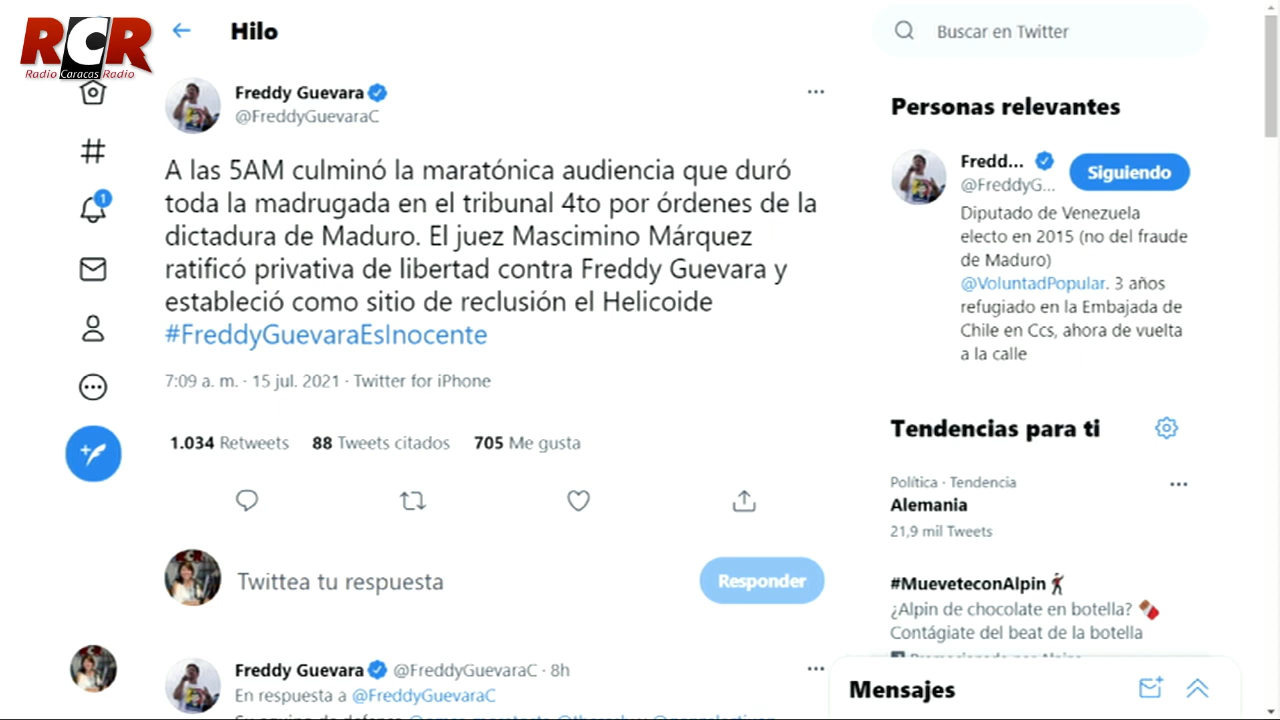 RCR
Radio Caracas Radio
Hilo
Buscar en Twitter
Freddy Guevara
@FreddyGuevaraC
A las 5AM culminó la maratónica audiencia que duró
toda la madrugada en el tribunal 4to por órdenes de la
dictadura de Maduro. El juez Mascimino Márquez
ratificó privativa de libertad contra Freddy Guevara y
estableció como sitio de reclusión el Helicoide
#FreddyGuevaraEsInocente
7:09 a. m. · 15 jul. 2021 · Twitter for iPhone
1.034 Retweets 88 Tweets citados 705 Me gusta
RCR
Twittea tu respuesta
Responder
Freddy Guevara @FreddyGuevaraC · 8h
En respuesta a @FreddyGuevaraC
1
Personas relevantes
Fredd...
@FreddyG...
Siguiendo
Diputado de Venezuela
electo en 2015 (no del fraude
de Maduro)
@VoluntadPopular. 3 años
refugiado en la Embajada de
Chile en Ccs, ahora de vuelta
a la calle
Tendencias para ti
Política · Tendencia
Alemania
21,9 mil Tweets
#MueveteconAlpin
¿Alpin de chocolate en botella?
Contágiate del beat de la botella
Mensajes